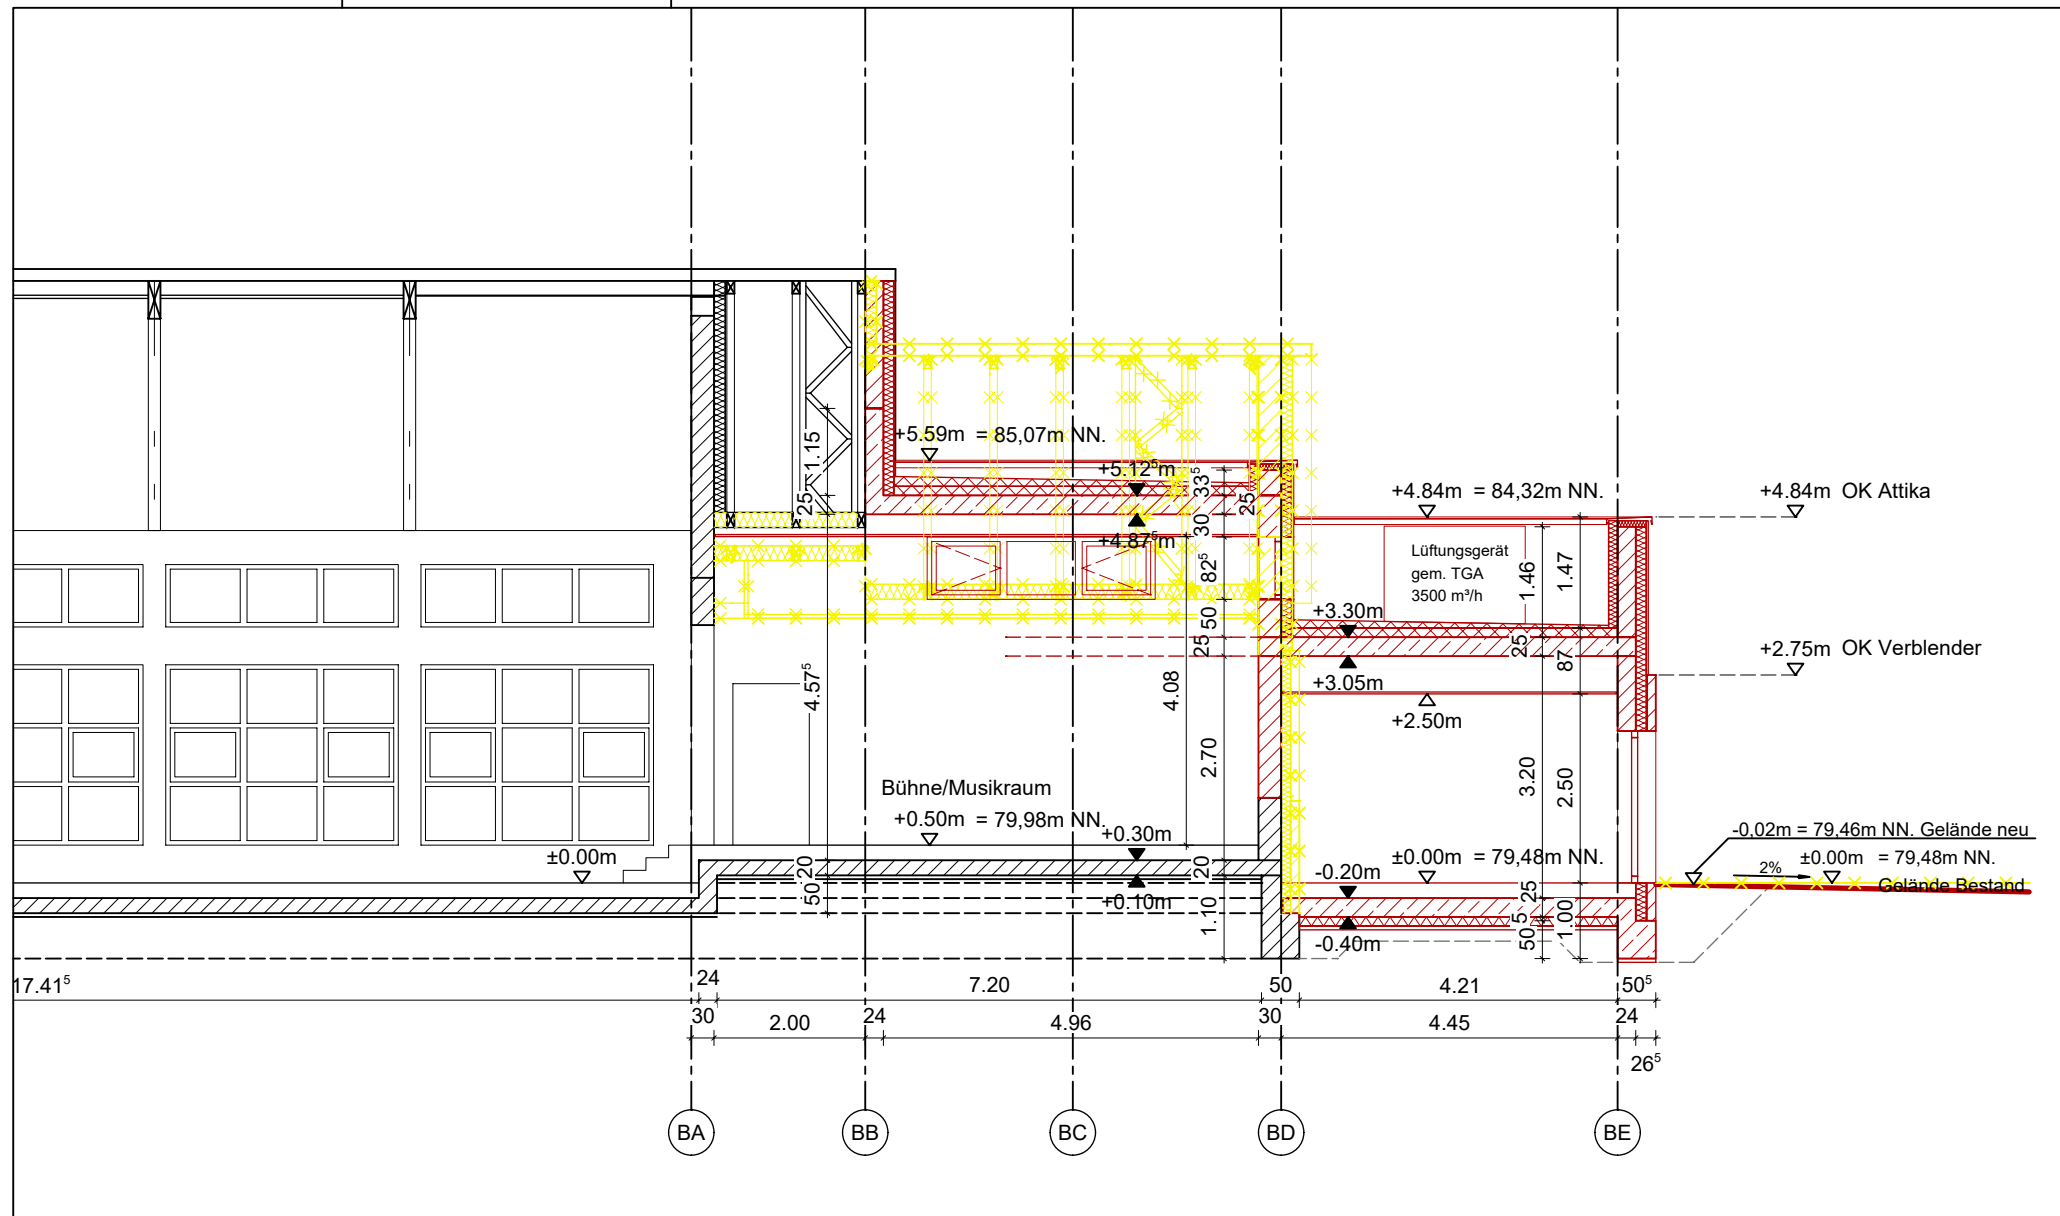 +5.59m = 85,07m NN.
1.15
25
+5.12⁵m
33⁵
25
+4.87⁵m
30
82⁵
50
25
+4.84m = 84,32m NN.
+4.84m OK Attika
Lüftungsgerät
gem. TGA
3500 m³/h
1.46
1.47
+3.30m
25
87
+3.05m
+2.50m
+2.75m OK Verblender
4.57⁵
4.08
2.70
3.20
2.50
Bühne/Musikraum
+0.50m = 79,98m NN.
+0.30m
±0.00m
20
50
+0.10m
20
1.10
±0.00m = 79,48m NN.
-0.20m
25
5
50
1.00
-0.40m
-0,02m = 79,46m NN. Gelände neu
2%
±0.00m = 79,48m NN.
Gelände Bestand
17.41⁵
24
7.20
50
4.21
50⁵
30
2.00
24
4.96
30
4.45
24
26⁵
BA
BB
BC
BD
BE